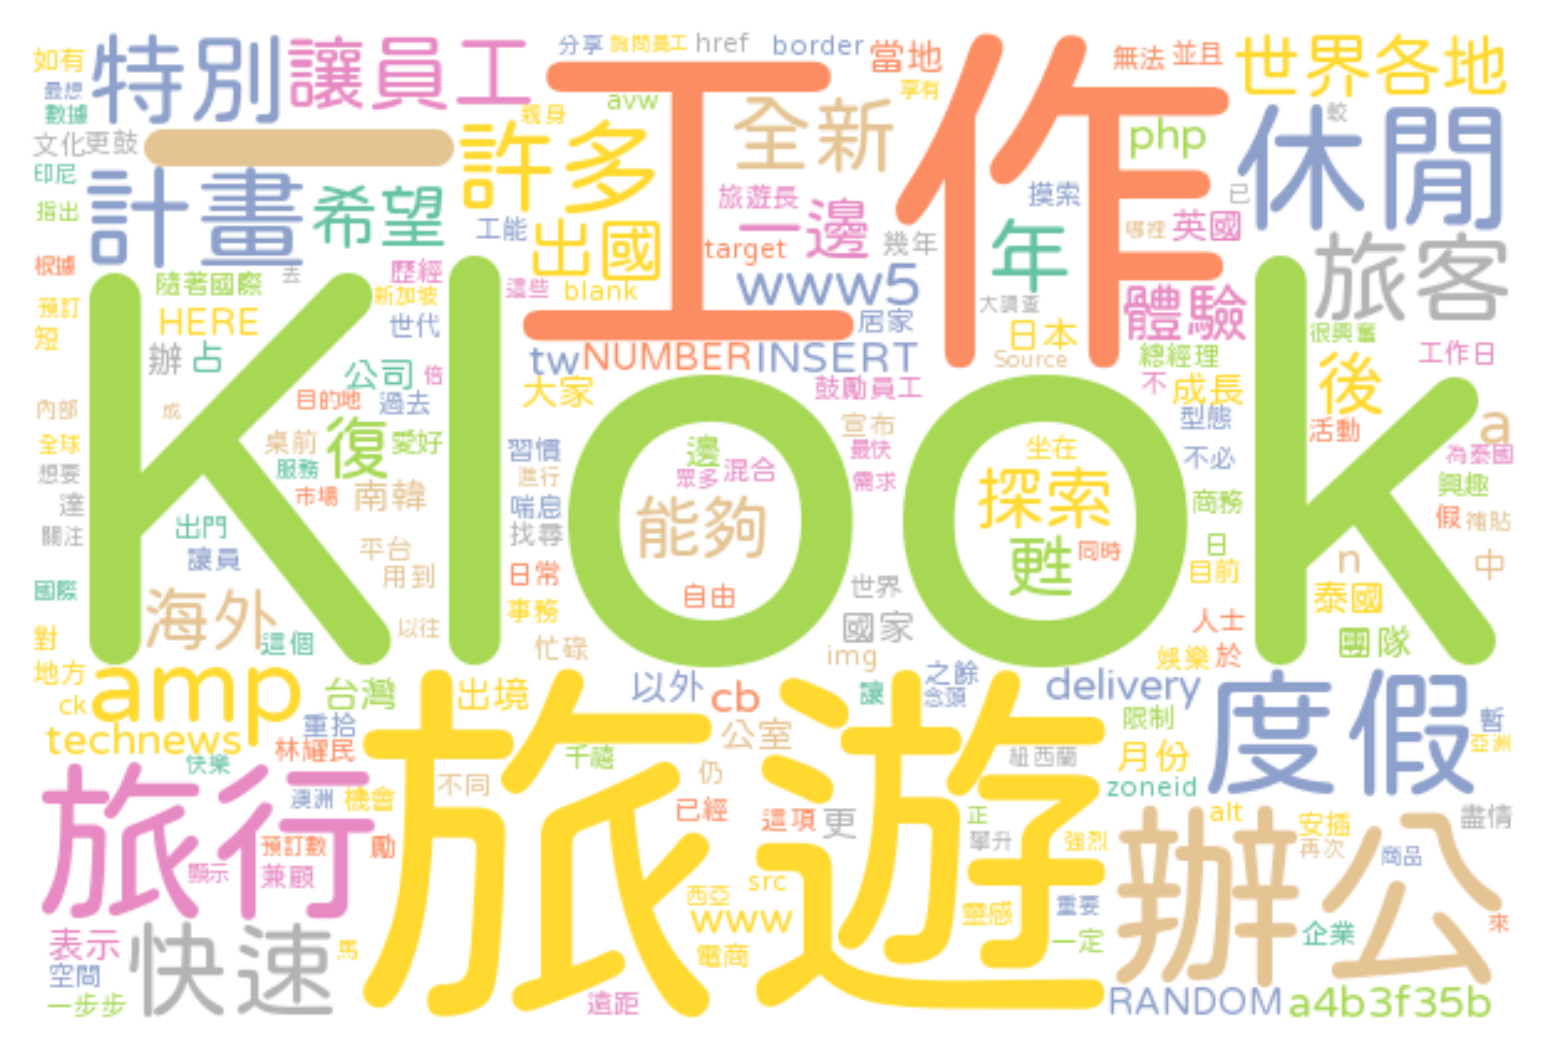 如有
特別
讓員工
分享
詢問員工
href
border
當地
無法
並且
世界各地
最想
數據
親身
avw
享有
文化
更鼓
一
許多
工作
全新
php
休閒
較
印尼
計畫
希望
旅遊長
摸索
已
指出
工能
出國
一邊
幾年
年
哪裡
英國
根據
target
旅客
隨著國際
去
歷經
這些
blank
www5
體驗
預訂
新加坡
大調查
短
HERE
世代
居家
日本
很興奮
辦
占
tw
NUMBER
INSERT
Source
總經理
工作日
公司
倍
大家
鼓勵員工
不
成長
後
內部
成
目的地
過去
宣布
型態
活動
a
全球
桌前
復
愛好
習慣
邊
最快
坐在
不必
為泰國
想要
服務
進行
眾多
混合
需求
探索
興趣
達
市場
南韓
喘息
能夠
商務
假
補貼
關注
出門
找尋
甦
同時
日
讓員
平台
用到
日常
世界
目前
n
中
國際
自由
泰國
Klook
海外
事務
國家
人士
對
這個
以往
忙碌
img
娛樂
於
團隊
地方
amp
台灣
出境
以外
cb
讓
之餘
念頭
delivery
度假
ck
重拾
公室
限制
暫
technews
林耀民
千禧
紐西蘭
月份
亞洲
快樂
不同
仍
zoneid
旅行
澳洲
機會
旅遊
已經
這項
更
正
alt
安插
盡情
預訂數
勵
攀升
強烈
辦公
再次
商品
顯示
兼顧
西亞
src
www
靈感
重要
表示
快速
馬
電商
一定
企業
來
空間
一步步
遠距
RANDOM
a4b3f35b